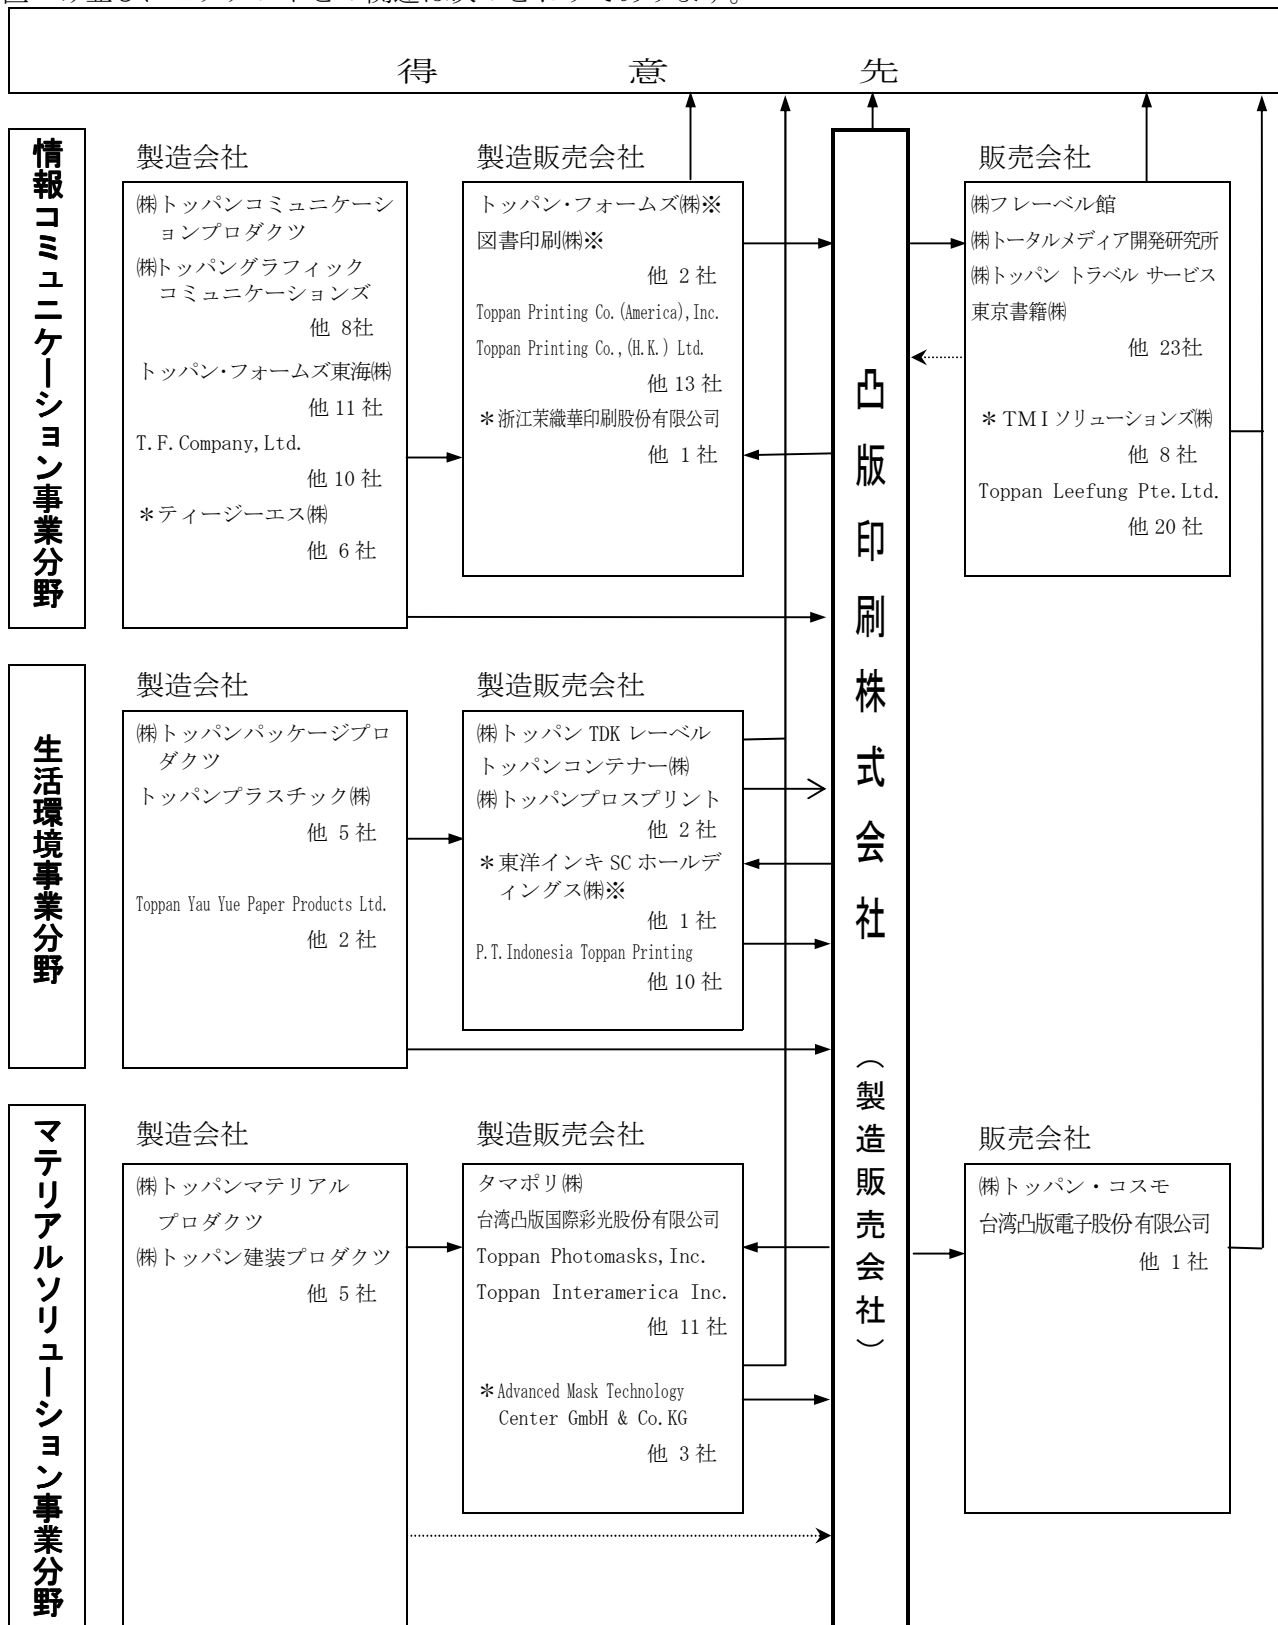 得意先
情報コミュニケーション事業分野
製造会社
㈱トッパンコミュニケーシ
ョンプロダクツ
㈱トッパングラフィック
コミュニケーションズ
他 8社
トッパン・フォームズ東海㈱
他 11 社
T.F.Company,Ltd.
他 10 社
＊ティージーエス㈱
他 6 社
製造販売会社
トッパン・フォームズ㈱※
図書印刷㈱※
他 2 社
Toppan Printing Co.(America),Inc.
Toppan Printing Co.,(H.K.) Ltd.
他 13 社
＊浙江茉織華印刷股份有限公司
他 1 社
凸版印刷株式会社
（製造販売会社）
販売会社
㈱フレーベル館
㈱トータルメディア開発研究所
㈱トッパン トラベル サービス
東京書籍㈱
他 23社
＊TMIソリューションズ㈱
他 8 社
Toppan Leefung Pte.Ltd.
他 20 社
生活環境事業分野
製造会社
㈱トッパンパッケージプロ
ダクツ
トッパンプラスチック㈱
他 5 社
Toppan Yau Yue Paper Products Ltd.
他 2 社
製造販売会社
㈱トッパン TDK レーベル
トッパンコンテナー㈱
㈱トッパンプロスプリント
他 2 社
＊東洋インキ SC ホールデ
ィングス㈱※
他 1 社
P.T.Indonesia Toppan Printing
他 10 社
マテリアルソリューション事業分野
製造会社
㈱トッパンマテリアル
プロダクツ
㈱トッパン建装プロダクツ
他 5 社
製造販売会社
タマポリ㈱
台湾凸版国際彩光股份有限公司
Toppan Photomasks,Inc.
Toppan Interamerica Inc.
他 11 社
＊Advanced Mask Technology
Center GmbH & Co.KG
他 3 社
販売会社
㈱トッパン・コスモ
台湾凸版電子股份有限公司
他 1 社